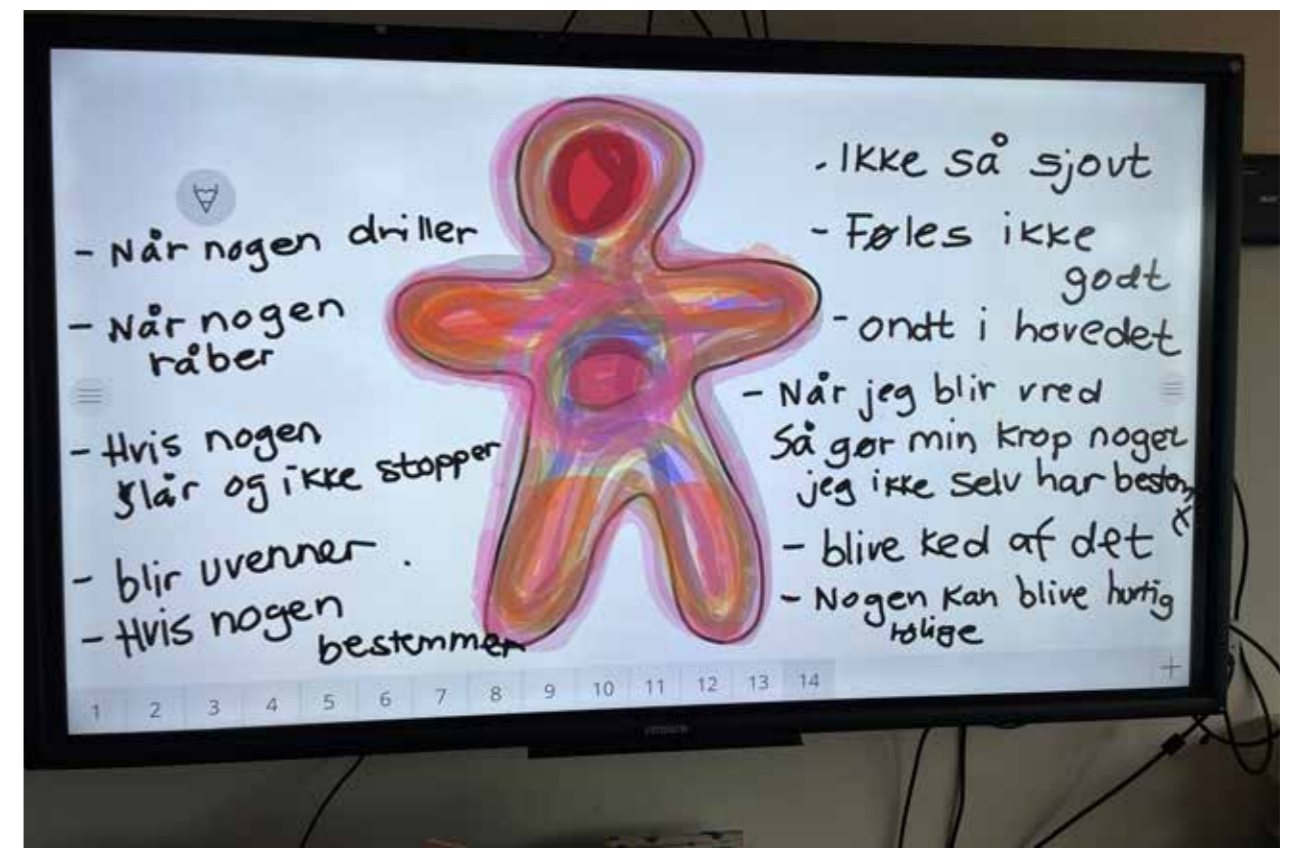 - Når nogen driller
- Når nogen
råber
- Hvis nogen
slår og ikke stopper
- blir uvenner
- Hvis nogen
bestemmer
- Ikke så sjovt
- Føles ikke
godt
- ondt i hovedet
- Når jeg blir vred
så gør min krop noget
jeg ikke selv har bestemt
- blive ked af det
- Nogen kan blive hurtig
rolige
1 2 3 4 5 6 7 8 9 10 11 12 13 14